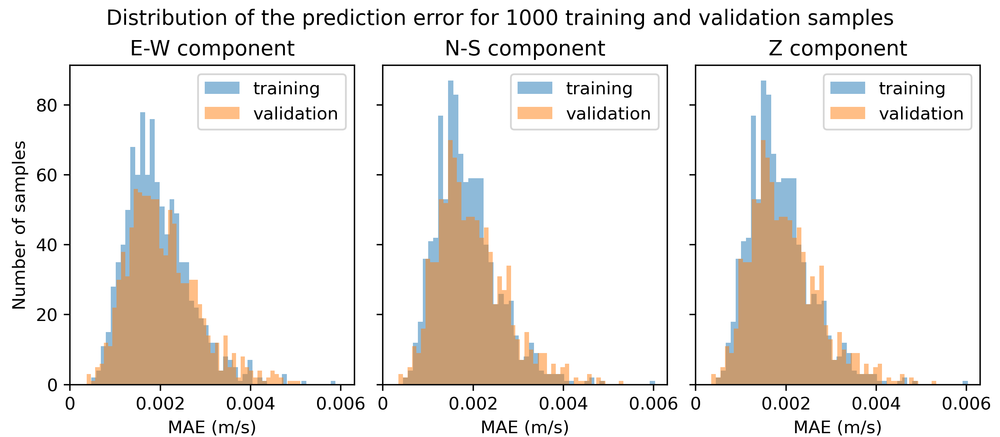 Distribution of the prediction error for 1000 training and validation samples
E-W component
N-S component
Z component
training
validation
training
validation
training
validation
Number of samples
80
60
40
20
0
0 0.002 0.004 0.006
0 0.002 0.004 0.006
0 0.002 0.004 0.006
MAE (m/s)
MAE (m/s)
MAE (m/s)